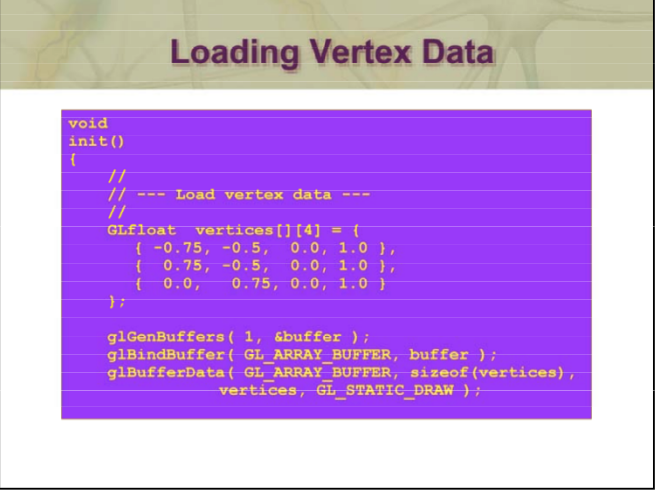 Loading Vertex Data
void
init()
{
    //
    // --- Load vertex data ---
    //
    GLfloat  vertices[][4] = {
       { -0.75, -0.5,  0.0, 1.0 },
       {  0.75, -0.5,  0.0, 1.0 },
       {  0.0,   0.75, 0.0, 1.0 }
    };
    glGenBuffers( 1, &buffer );
    glBindBuffer( GL_ARRAY_BUFFER, buffer );
    glBufferData( GL_ARRAY_BUFFER, sizeof(vertices),
                vertices, GL_STATIC_DRAW );